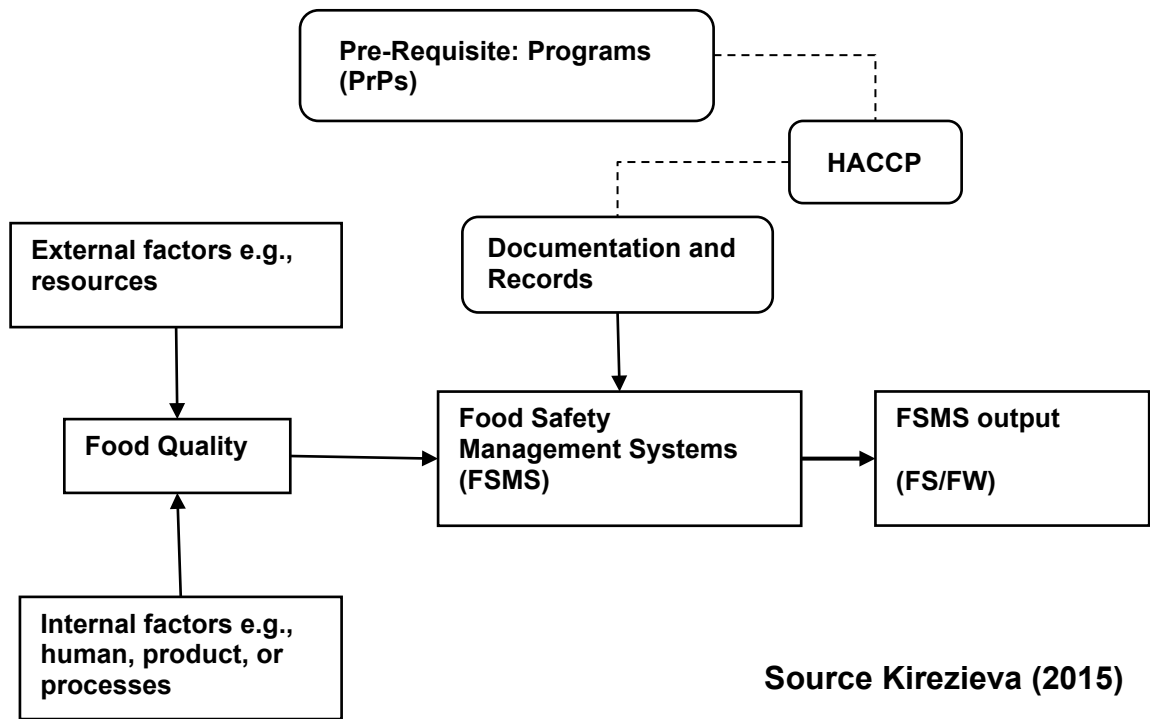 Pre-Requisite: Programs
(PrPs)
HACCP
Documentation and
Records
External factors e.g.,
resources
Food Quality
Food Safety
Management Systems
(FSMS)
FSMS output
(FS/FW)
Internal factors e.g.,
human, product, or
processes
Source Kirezieva (2015)